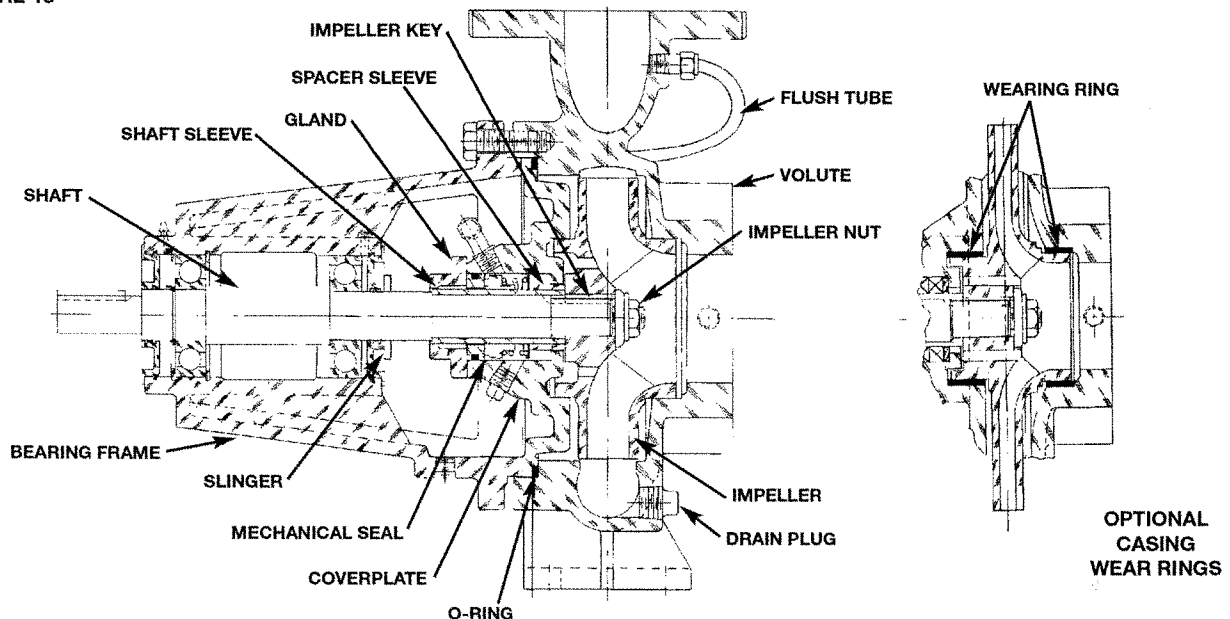 IMPELLER KEY
SPACER SLEEVE
GLAND
SHAFT SLEEVE
SHAFT
FLUSH TUBE
VOLUTE
IMPELLER NUT
WEARING RING
BEARING FRAME
SLINGER
MECHANICAL SEAL
COVERPLATE
O-RING
IMPELLER
DRAIN PLUG
OPTIONAL
CASING
WEAR RINGS